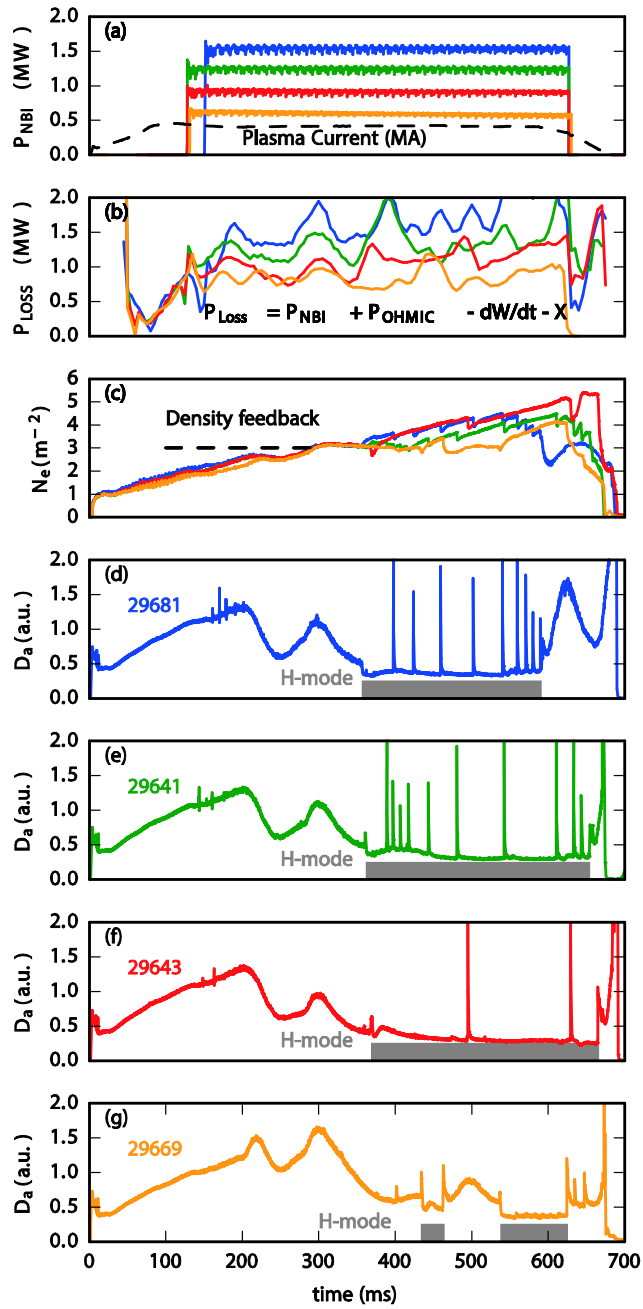 (a)
2.0
1.5
1.0
0.5
0.0
P_NBI (MW)
Plasma Current (MA)
(b)
2.0
1.5
1.0
0.5
0.0
P_Loss (MW)
P_Loss = P_NBI + P_OHMIC - dW/dt - X
(c)
6
5
4
3
2
1
0
N_e (m⁻²)
Density feedback
(d)
2.0
1.5
1.0
0.5
0.0
D_a (a.u.)
29681
H-mode
(e)
2.0
1.5
1.0
0.5
0.0
D_a (a.u.)
29641
H-mode
(f)
2.0
1.5
1.0
0.5
0.0
D_a (a.u.)
29643
H-mode
(g)
2.0
1.5
1.0
0.5
0.0
D_a (a.u.)
29669
H-mode
0 100 200 300 400 500 600 700
time (ms)